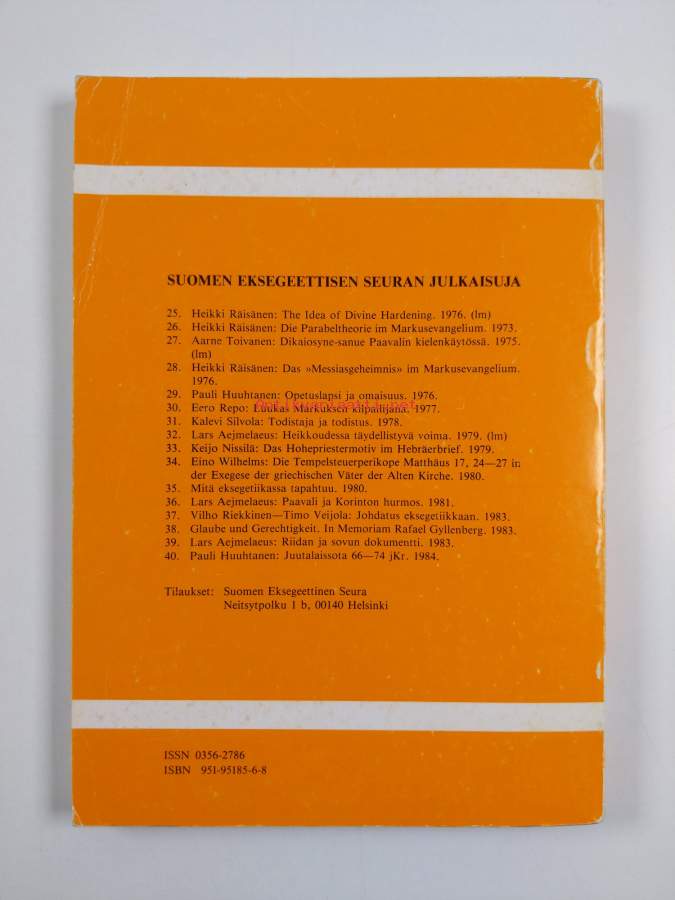 SUOMEN EKSEGEETTISEN SEURAN JULKAISUJA
25. Heikki Räisänen: The Idea of Divine Hardening. 1976. (lm)
26. Heikki Räisänen: Die Parabeltheorie im Markusevangelium. 1973.
27. Aarne Toivanen: Dikaiosyne-sanue Paavalin kielenkäytössä. 1975.
(lm)
28. Heikki Räisänen: Das »Messiasgeheimnis» im Markusevangelium.
1976.
29. Pauli Huuhtanen: Opetuslapsi ja omaisuus. 1976.
30. Eero Repo: Luukas Markuksen kilpailijana. 1977.
31. Kalevi Silvola: Todistaja ja todistus. 1978.
32. Lars Aejmelaeus: Heikkoudessa täydellistyvä voima. 1979. (lm)
33. Keijo Nissilä: Das Hohepriestermotiv im Hebräerbrief. 1979.
34. Eino Wilhelms: Die Tempelsteuerperikope Matthäus 17, 24—27 in
der Exegese der griechischen Väter der Alten Kirche. 1980.
35. Mitä eksegetiikassa tapahtuu. 1980.
36. Lars Aejmelaeus: Paavali ja Korinton hurmos. 1981.
37. Vilho Riekkinen—Timo Veijola: Johdatus eksegetiikkaan. 1983.
38. Glaube und Gerechtigkeit. In Memoriam Rafael Gyllenberg. 1983.
39. Lars Aejmelaeus: Riidan ja sovun dokumentti. 1983.
40. Pauli Huuhtanen: Juutalaissota 66—74 jKr. 1984.
Tilaukset: Suomen Eksegeettinen Seura
Neitsytpolku 1 b, 00140 Helsinki
ISSN 0356-2786
ISBN 951-95185-6-8